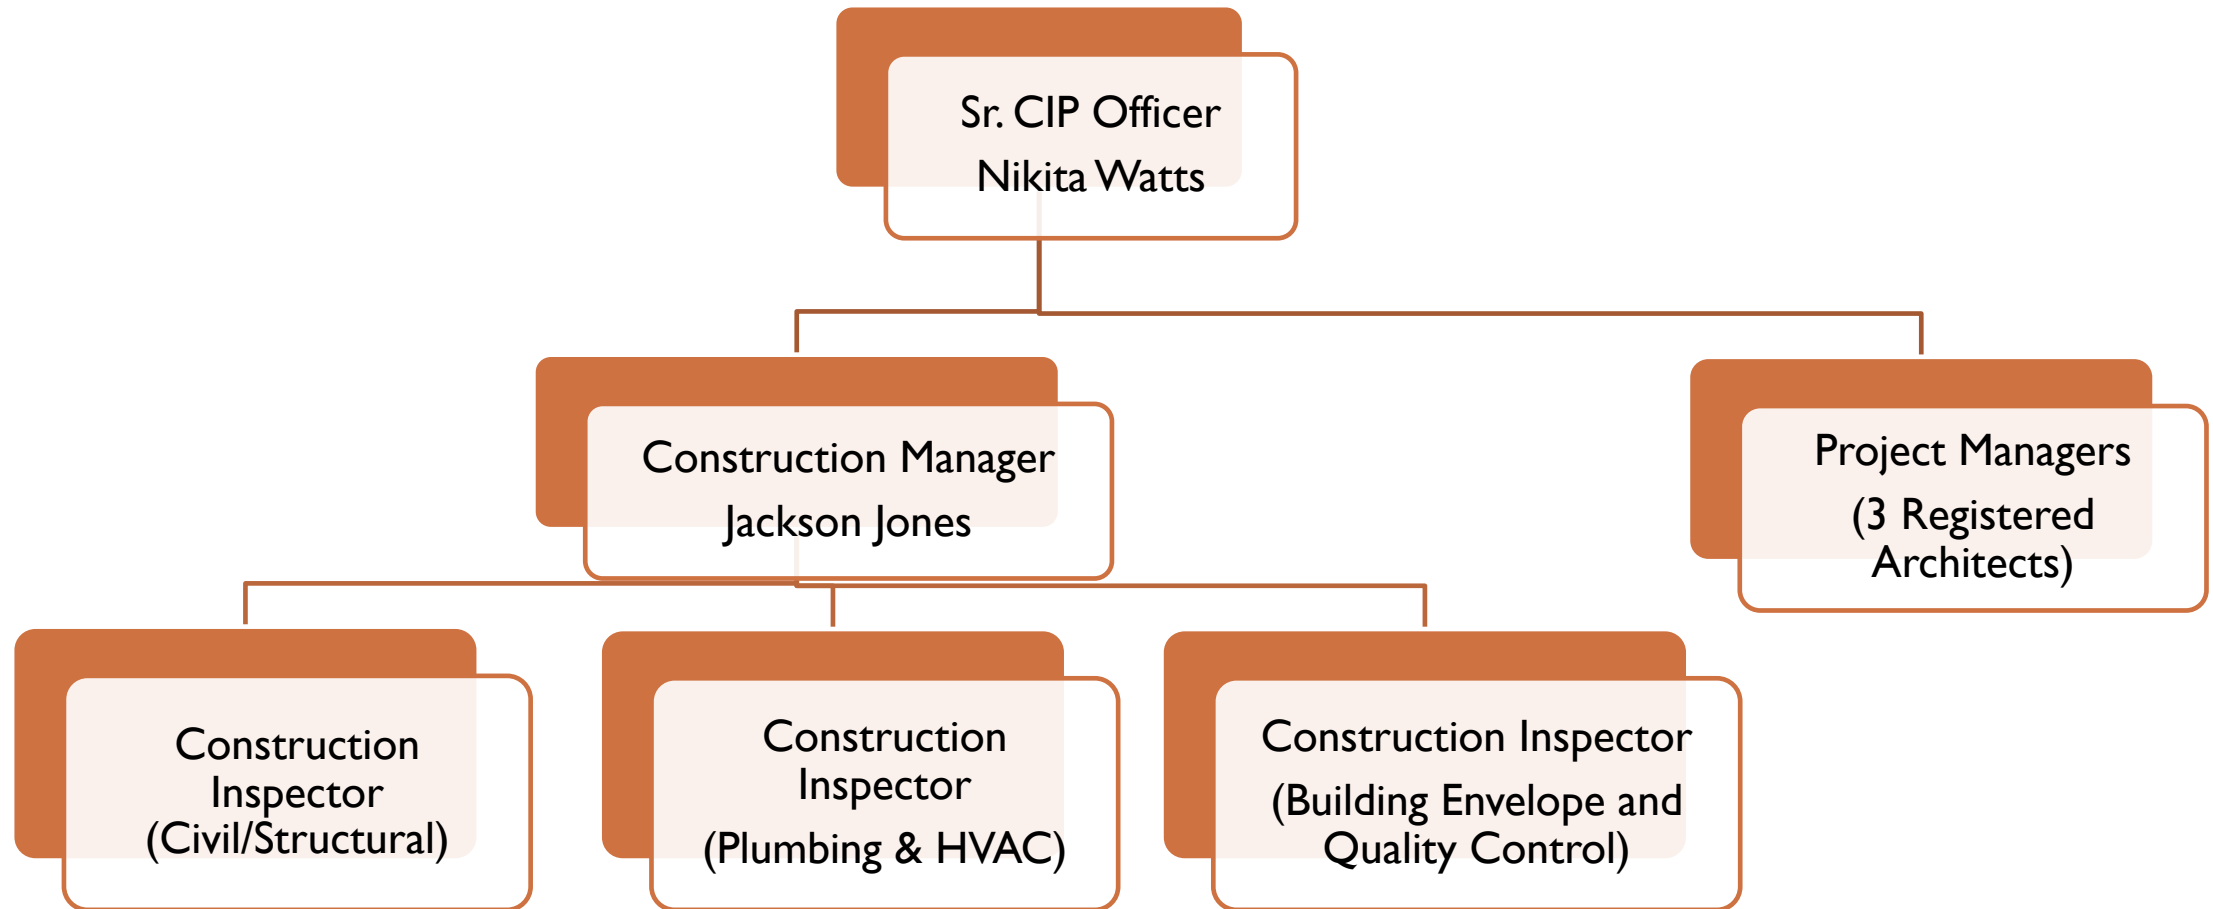 Sr. CIP Officer
Nikita Watts
Construction Manager
Jackson Jones
Project Managers
(3 Registered
Architects)
Construction
Inspector
(Civil/Structural)
Construction
Inspector
(Plumbing & HVAC)
Construction Inspector
(Building Envelope and
Quality Control)